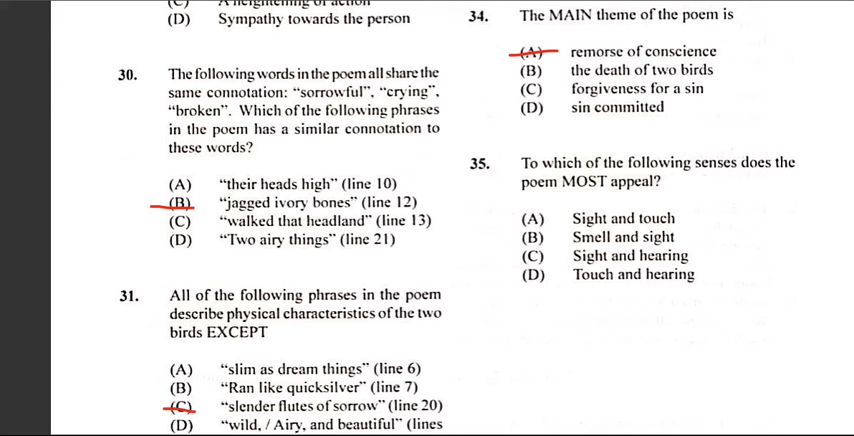 (C) A heightening of action
(D) Sympathy towards the person
30. The following words in the poem all share the
same connotation: “sorrowful”, “crying”,
“broken”. Which of the following phrases
in the poem has a similar connotation to
these words?
(A) “their heads high” (line 10)
(B) “jagged ivory bones” (line 12)
(C) “walked that headland” (line 13)
(D) “Two airy things” (line 21)
31. All of the following phrases in the poem
describe physical characteristics of the two
birds EXCEPT
(A) “slim as dream things” (line 6)
(B) “Ran like quicksilver” (line 7)
(C) “slender flutes of sorrow” (line 20)
(D) “wild, / Airy, and beautiful” (lines
34. The MAIN theme of the poem is
(A) remorse of conscience
(B) the death of two birds
(C) forgiveness for a sin
(D) sin committed
35. To which of the following senses does the
poem MOST appeal?
(A) Sight and touch
(B) Smell and sight
(C) Sight and hearing
(D) Touch and hearing